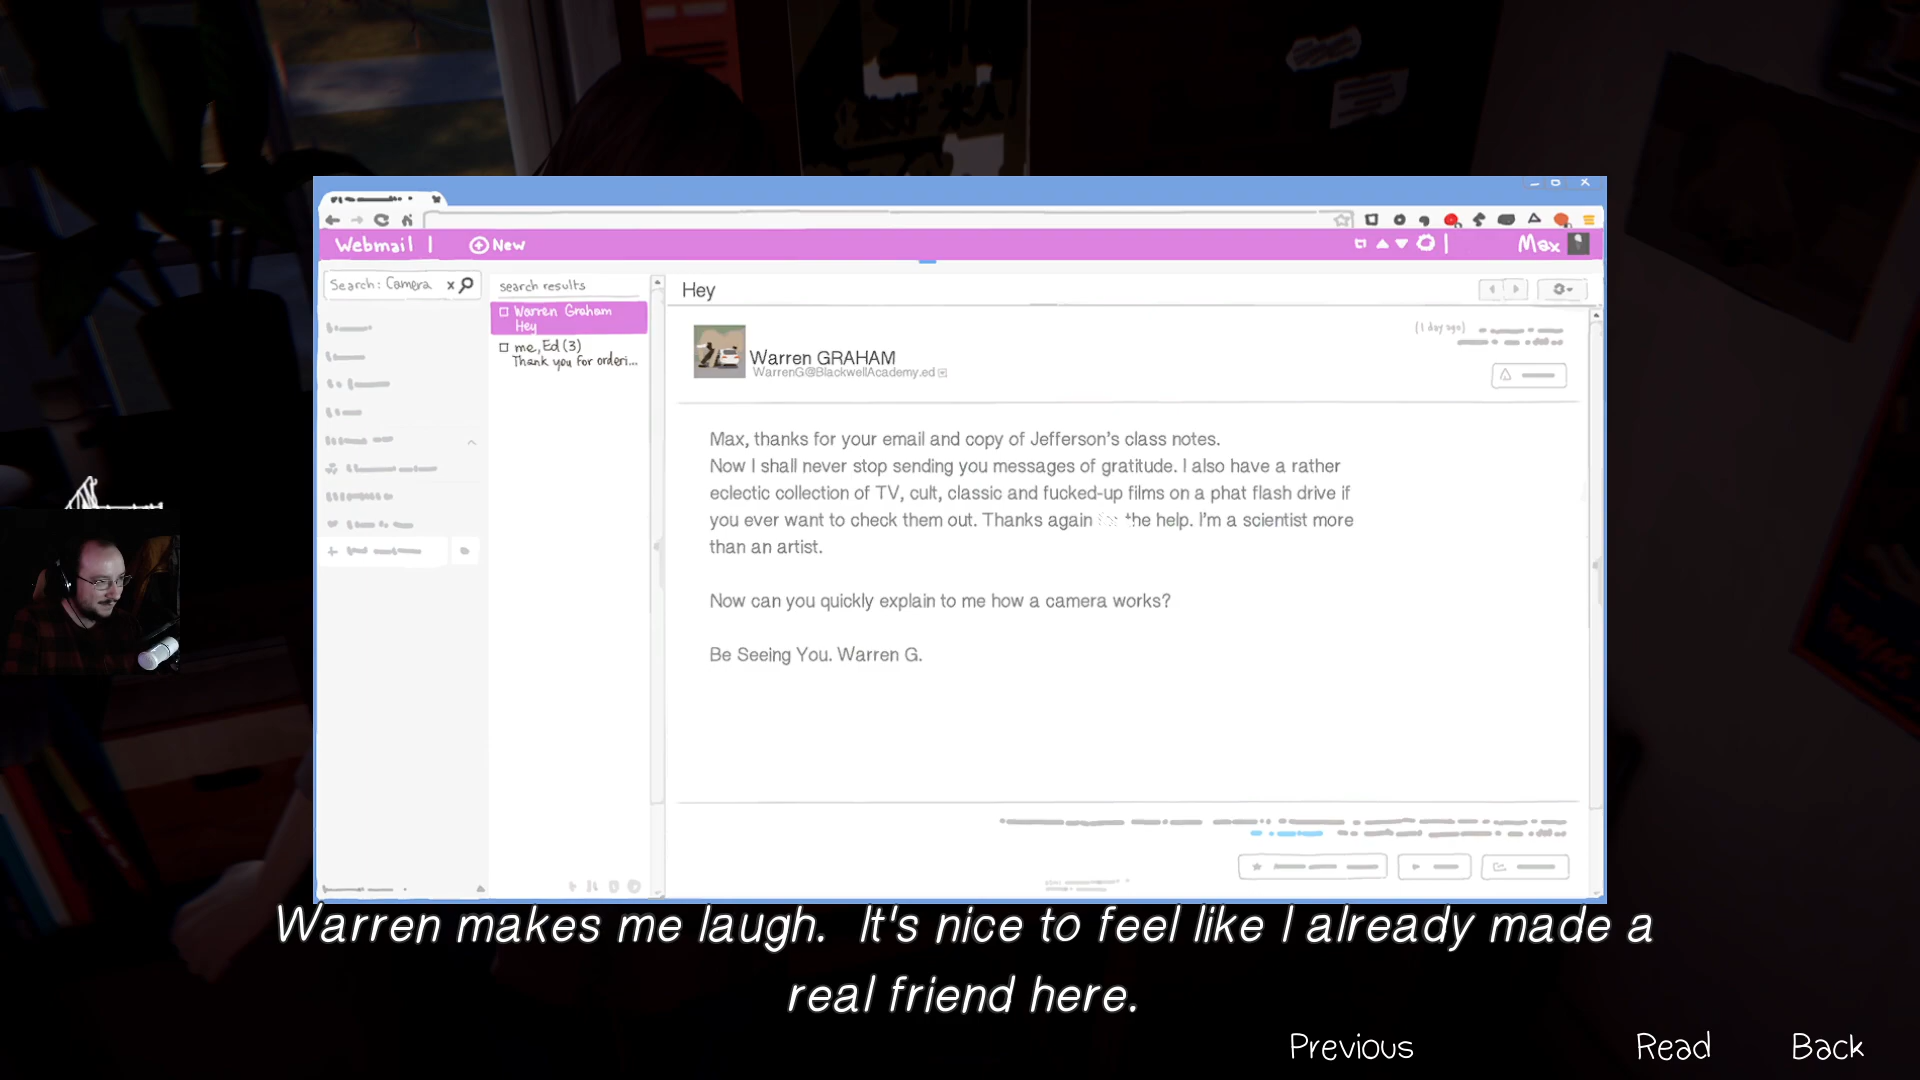 Webmail |
New
Max
Search: Camera x
search results
Warren Graham
Hey
me, Ed (3)
Thank you for orderi...
Hey
(1 day ago)
Warren GRAHAM
WarrenG@BlackwellAcademy.ed
Max, thanks for your email and copy of Jefferson's class notes.
Now I shall never stop sending you messages of gratitude. I also have a rather
eclectic collection of TV, cult, classic and fucked-up films on a phat flash drive if
you ever want to check them out. Thanks again for the help. I'm a scientist more
than an artist.
Now can you quickly explain to me how a camera works?
Be Seeing You. Warren G.
Warren makes me laugh. It's nice to feel like I already made a
real friend here.
Previous
Read
Back